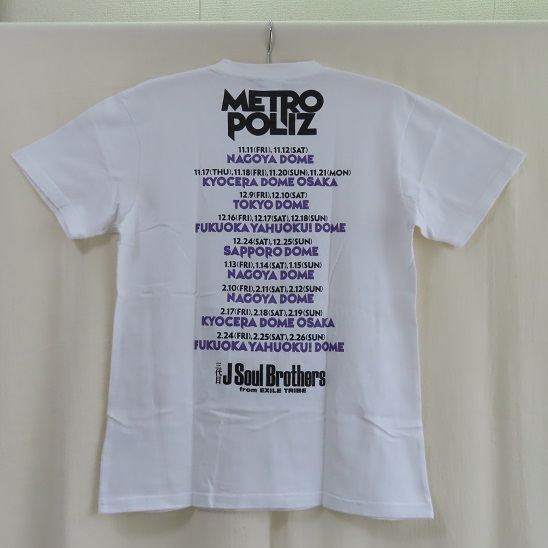 METRO
POLIZ
11.11(FRI), 11.12(SAT)
NAGOYA DOME
11.17(THU), 11.18(FRI), 11.20(SUN), 11.21(MON)
KYOCERA DOME OSAKA
12.9(FRI), 12.10(SAT)
TOKYO DOME
12.16(FRI), 12.17(SAT), 12.18(SUN)
FUKUOKA YAHUOKU! DOME
12.24(SAT), 12.25(SUN)
SAPPORO DOME
1.13(FRI), 1.14(SAT), 1.15(SUN)
NAGOYA DOME
2.10(FRI), 2.11(SAT), 2.12(SUN)
NAGOYA DOME
2.17(FRI), 2.18(SAT), 2.19(SUN)
KYOCERA DOME OSAKA
2.24(FRI), 2.25(SAT), 2.26(SUN)
FUKUOKA YAHUOKU! DOME
三代目 J Soul Brothers
from EXILE TRIBE